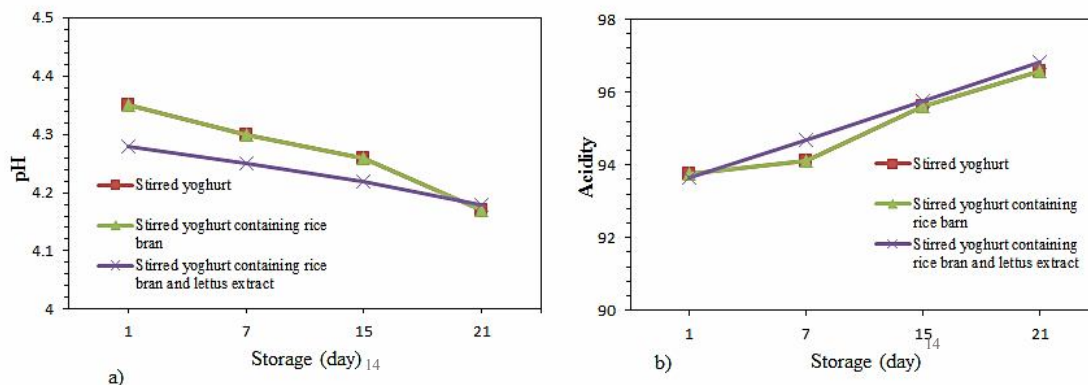 4.5
4.4
4.3
4.2
4.1
4
pH
Stirred yoghurt
Stirred yoghurt containing rice
bran
Stirred yoghurt containing rice
bran and lettus extract
1 7 15 21
Storage (day) 14
a)
98
96
94
92
90
Acidity
Stirred yoghurt
Stirred yoghurt containing
rice barn
Stirred yoghurt containing
rice bran and lettus extract
1 7 15 21
14
Storage (day)
b)